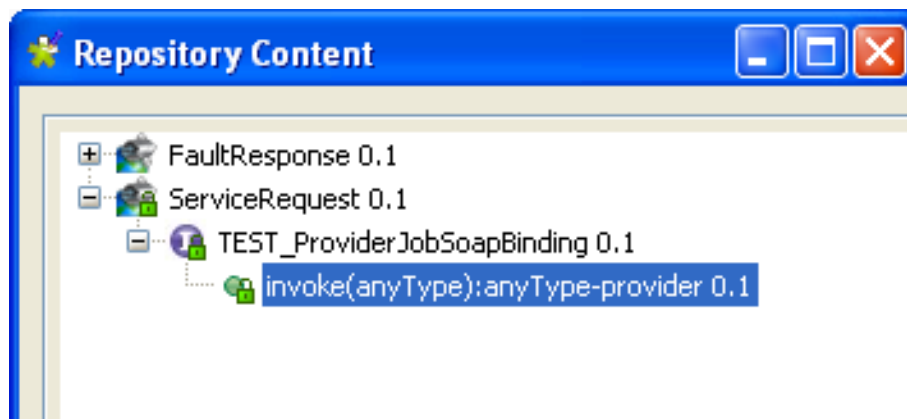 Repository Content
FaultResponse 0.1
ServiceRequest 0.1
TEST_ProviderJobSoapBinding 0.1
invoke(anyType):anyType-provider 0.1